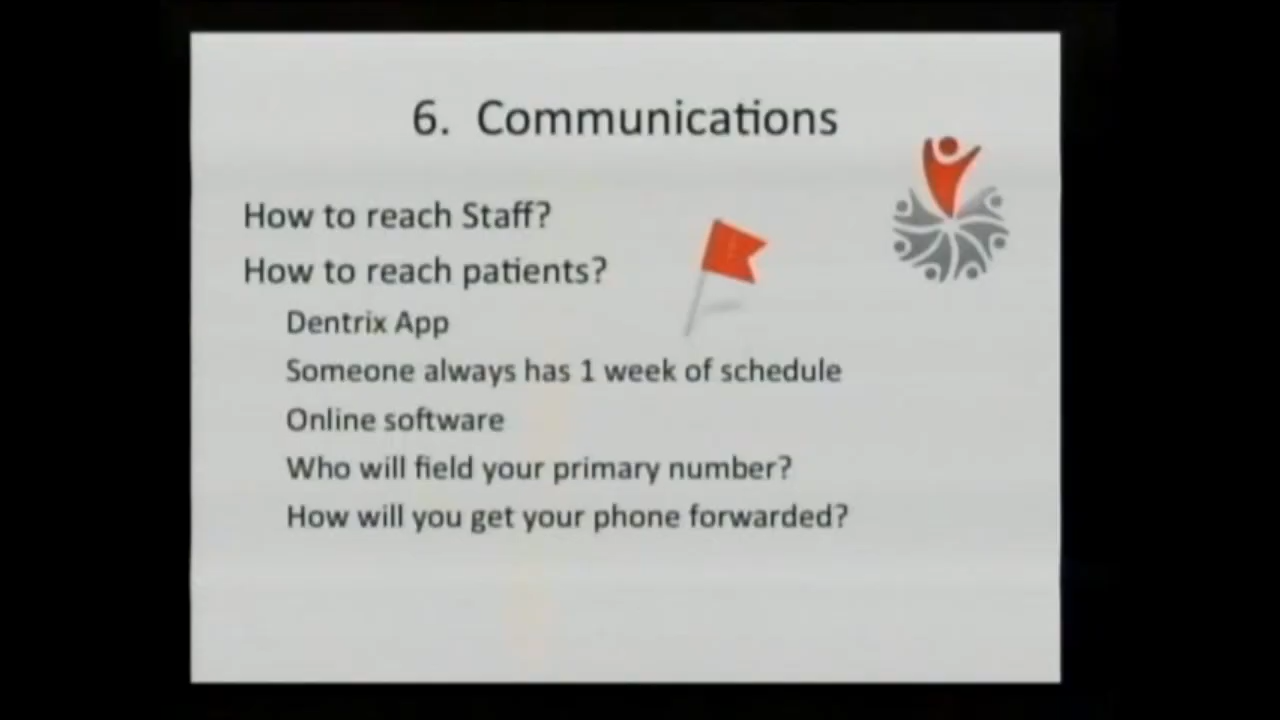 6. Communications
How to reach Staff?
How to reach patients?
Dentrix App
Someone always has 1 week of schedule
Online software
Who will field your primary number?
How will you get your phone forwarded?